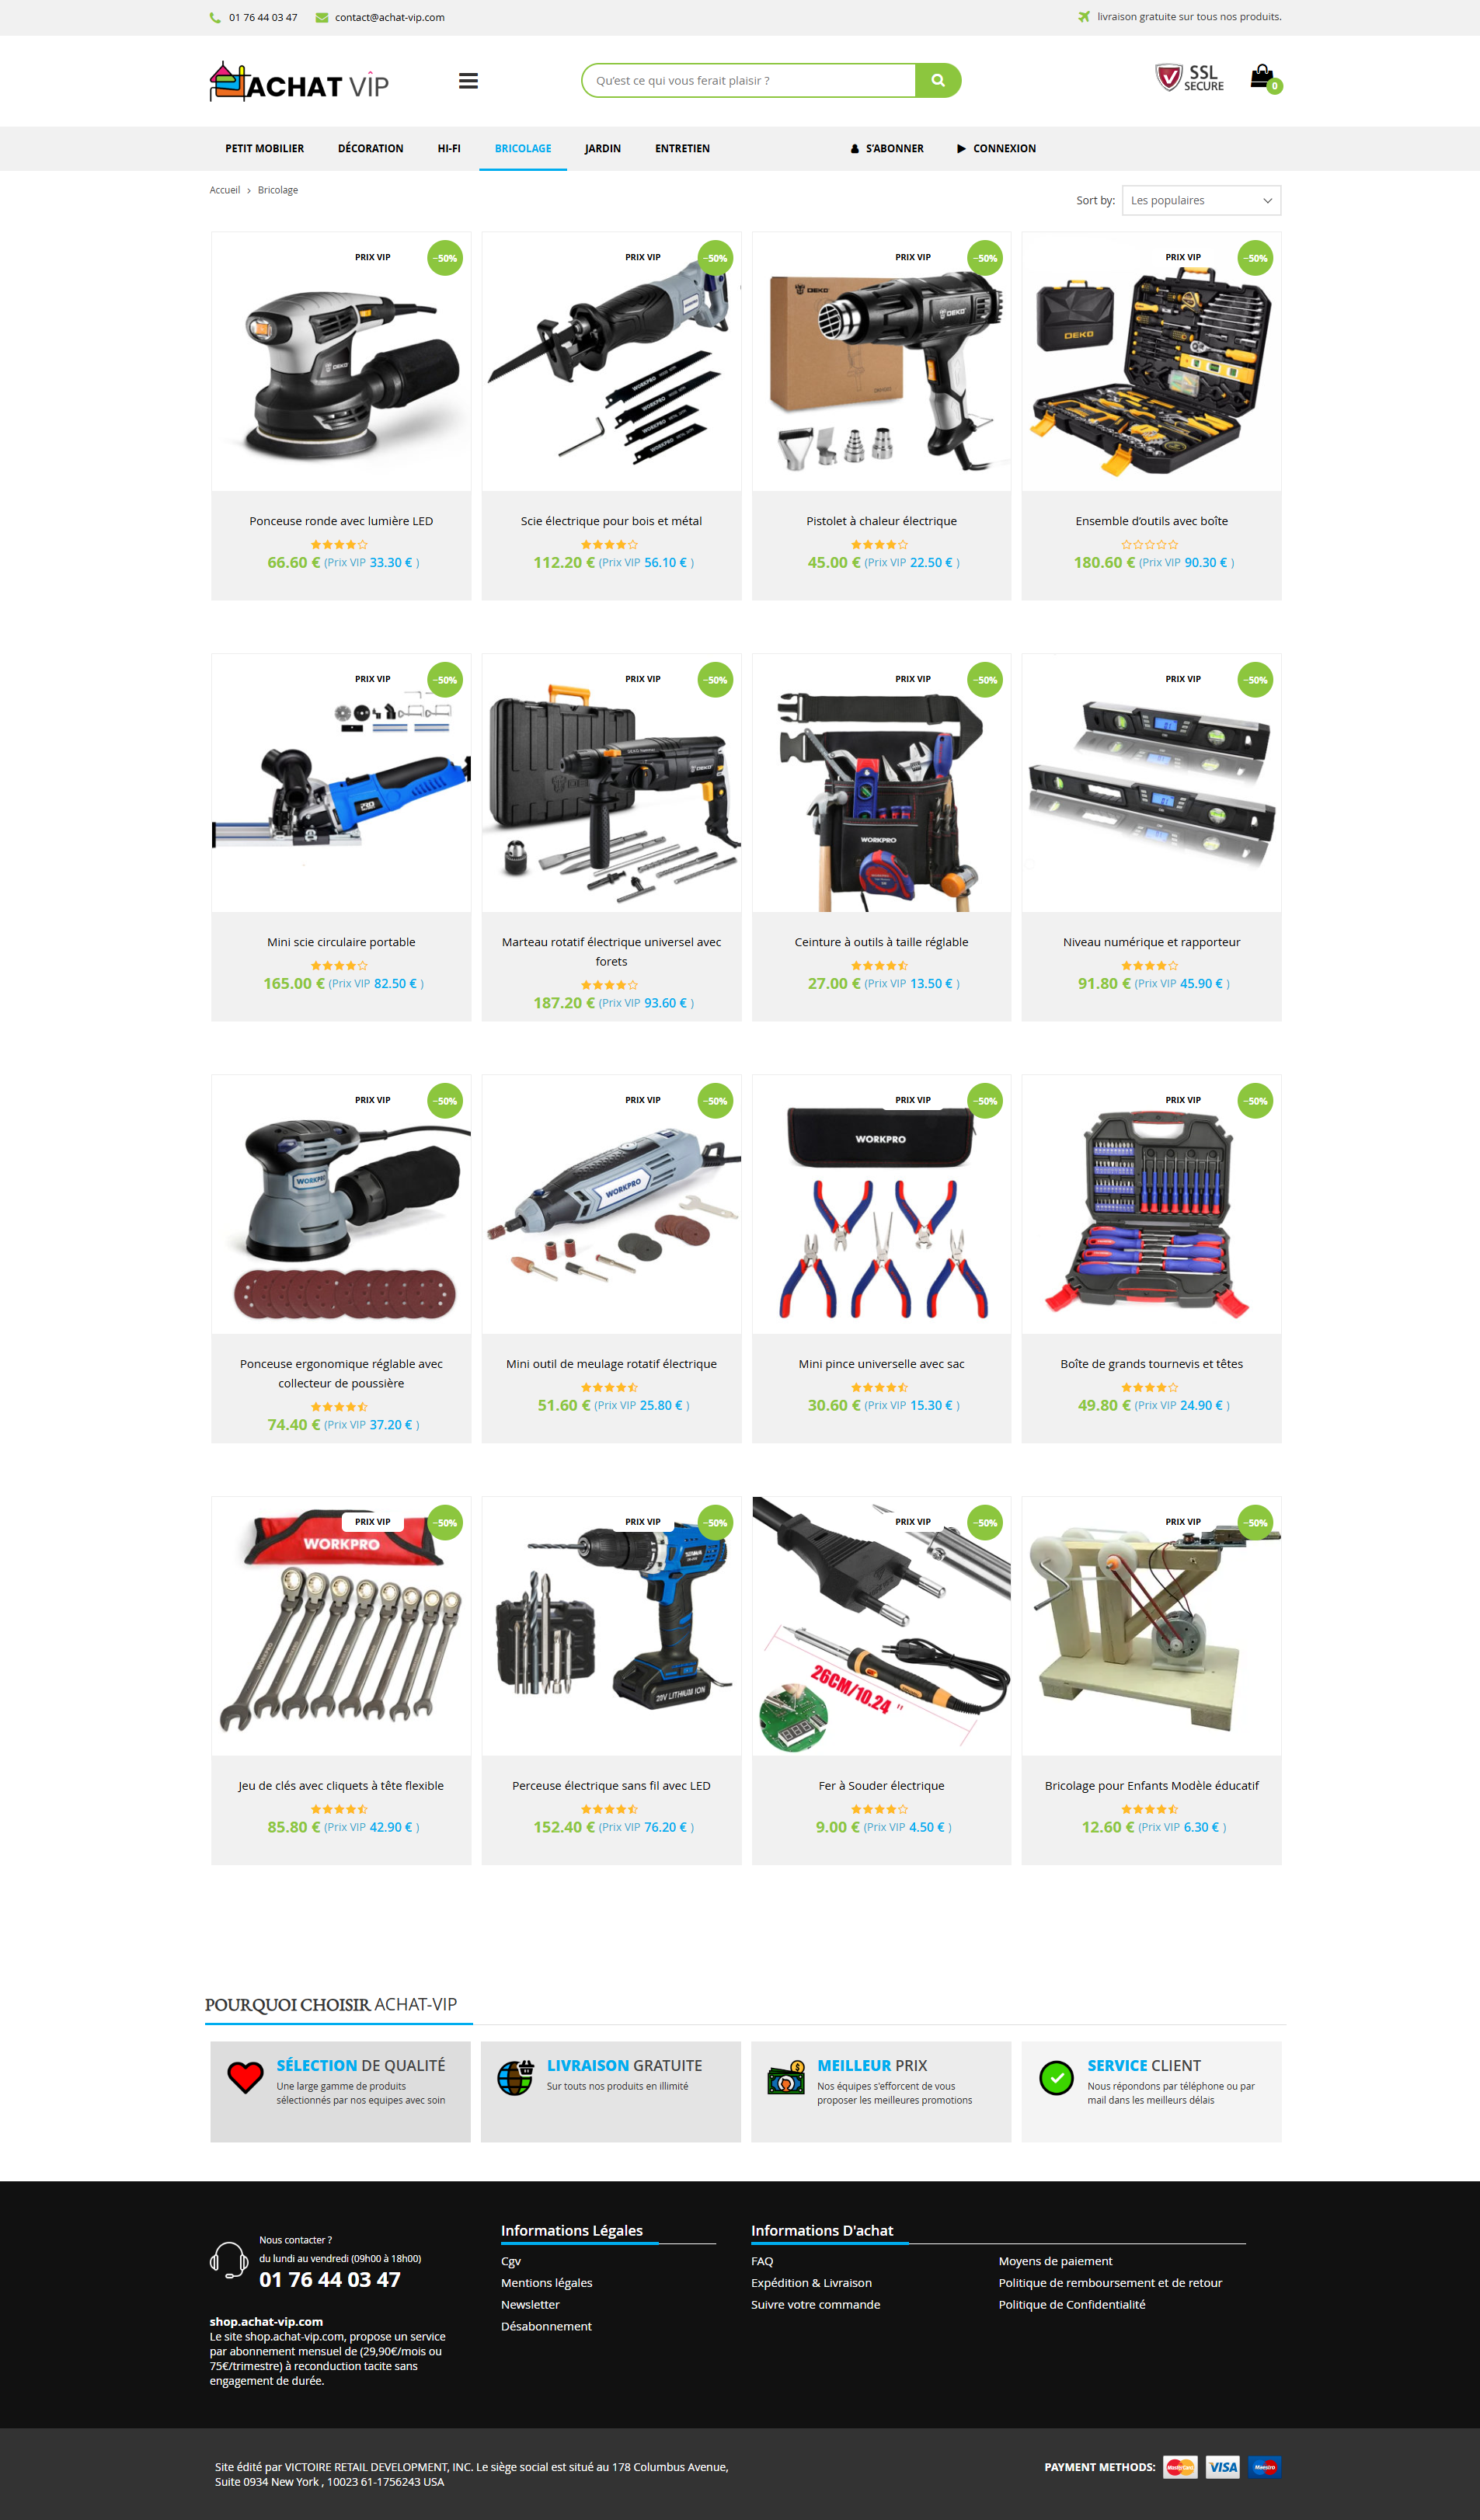 01 76 44 03 47 contact@achat-vip.com livraison gratuite sur tous nos produits.
ACHAT VIP
Qu'est ce qui vous ferait plaisir ?
SSL SECURE
0
PETIT MOBILIER DÉCORATION HI-FI BRICOLAGE JARDIN ENTRETIEN S'ABONNER CONNEXION
Accueil > Bricolage
Sort by: Les populaires
PRIX VIP -50% PRIX VIP -50% PRIX VIP -50% PRIX VIP -50%
DEKO
WORKPRO
WORKPRO
WORKPRO
WORKPRO
DEKO
DEKO
DEKO
Ponceuse ronde avec lumière LED
66.60 € (Prix VIP 33.30 € )
Scie électrique pour bois et métal
112.20 € (Prix VIP 56.10 € )
Pistolet à chaleur électrique
45.00 € (Prix VIP 22.50 € )
Ensemble d'outils avec boîte
180.60 € (Prix VIP 90.30 € )
PRIX VIP -50% PRIX VIP -50% PRIX VIP -50% PRIX VIP -50%
PRO
DEKO
WORKPRO
Mini scie circulaire portable
165.00 € (Prix VIP 82.50 € )
Marteau rotatif électrique universel avec
forets
187.20 € (Prix VIP 93.60 € )
Ceinture à outils à taille réglable
27.00 € (Prix VIP 13.50 € )
Niveau numérique et rapporteur
91.80 € (Prix VIP 45.90 € )
PRIX VIP -50% PRIX VIP -50% PRIX VIP -50% PRIX VIP -50%
WORKPRO
WORKPRO
WORKPRO
Ponceuse ergonomique réglable avec
collecteur de poussière
74.40 € (Prix VIP 37.20 € )
Mini outil de meulage rotatif électrique
51.60 € (Prix VIP 25.80 € )
Mini pince universelle avec sac
30.60 € (Prix VIP 15.30 € )
Boîte de grands tournevis et têtes
49.80 € (Prix VIP 24.90 € )
PRIX VIP -50% PRIX VIP -50% PRIX VIP -50% PRIX VIP -50%
WORKPRO
20V LITHIUM ION
26CM/10.24 "
Jeu de clés avec cliquets à tête flexible
85.80 € (Prix VIP 42.90 € )
Perceuse électrique sans fil avec LED
152.40 € (Prix VIP 76.20 € )
Fer à Souder électrique
9.00 € (Prix VIP 4.50 € )
Bricolage pour Enfants Modèle éducatif
12.60 € (Prix VIP 6.30 € )
POURQUOI CHOISIR ACHAT-VIP
SÉLECTION DE QUALITÉ
Une large gamme de produits
sélectionnés par nos equipes avec soin
LIVRAISON GRATUITE
Sur touts nos produits en illimité
MEILLEUR PRIX
Nos équipes s'efforcent de vous
proposer les meilleures promotions
SERVICE CLIENT
Nous répondons par téléphone ou par
mail dans les meilleurs délais
Nous contacter ?
du lundi au vendredi (09h00 à 18h00)
01 76 44 03 47
shop.achat-vip.com
Le site shop.achat-vip.com, propose un service
par abonnement mensuel de (29,90€/mois ou
75€/trimestre) à reconduction tacite sans
engagement de durée.
Informations Légales
Cgv
Mentions légales
Newsletter
Désabonnement
Informations D'achat
FAQ
Expédition & Livraison
Suivre votre commande
Moyens de paiement
Politique de remboursement et de retour
Politique de Confidentialité
Site édité par VICTOIRE RETAIL DEVELOPMENT, INC. Le siège social est situé au 178 Columbus Avenue,
Suite 0934 New York , 10023 61-1756243 USA
PAYMENT METHODS: MasterCard VISA Maestro